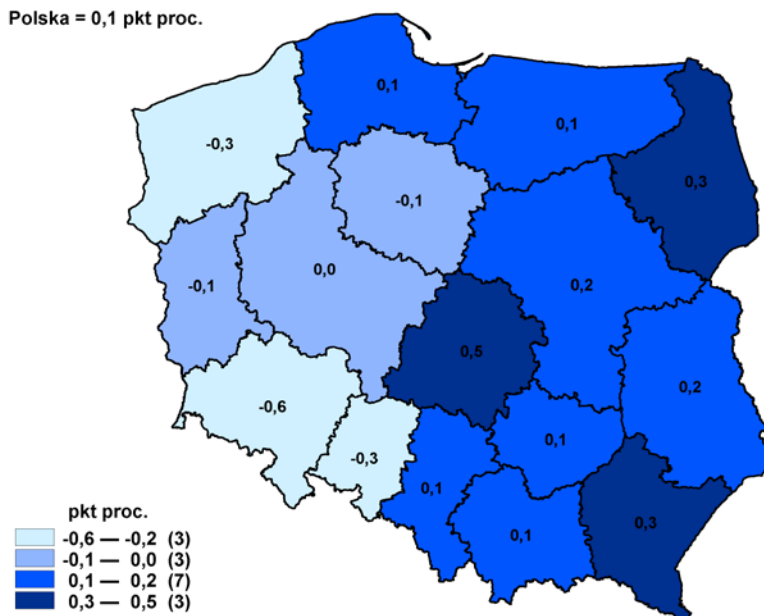 Polska = 0,1 pkt proc.
0,1
-0,3
0,1
0,3
-0,1
0,0
-0,1
0,2
0,5
0,2
-0,6
0,1
-0,3
0,1
0,3
0,1
pkt proc.
-0,6 — -0,2 (3)
-0,1 — 0,0 (3)
0,1 — 0,2 (7)
0,3 — 0,5 (3)